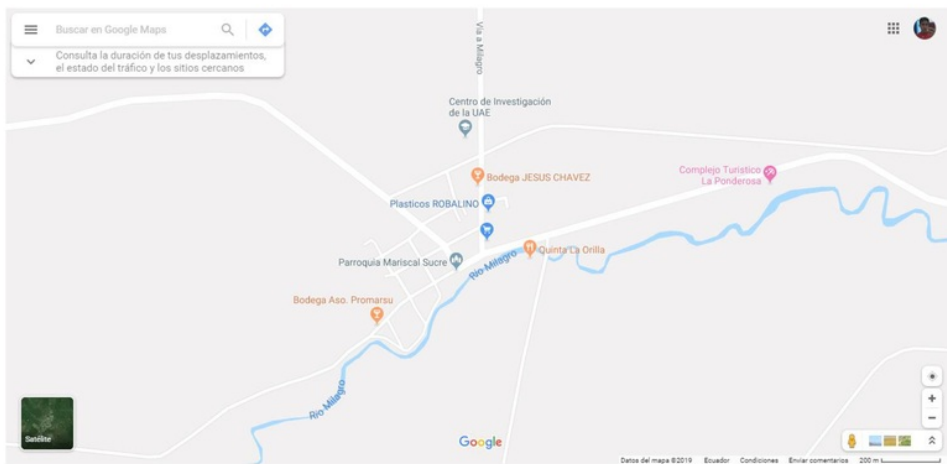 Buscar en Google Maps
Consulta la duración de tus desplazamientos,
el estado del tráfico y los sitios cercanos
Vía a Milagro
Centro de Investigación
de la UAE
Bodega JESUS CHAVEZ
Complejo Turistico
La Ponderosa
Plasticos ROBALINO
Quinta La Orilla
Parroquia Mariscal Sucre
Río Milagro
Bodega Aso. Promarsu
Río Milagro
Satélite
Google
Datos del mapa ©2019 Ecuador Condiciones Enviar comentarios 200 m